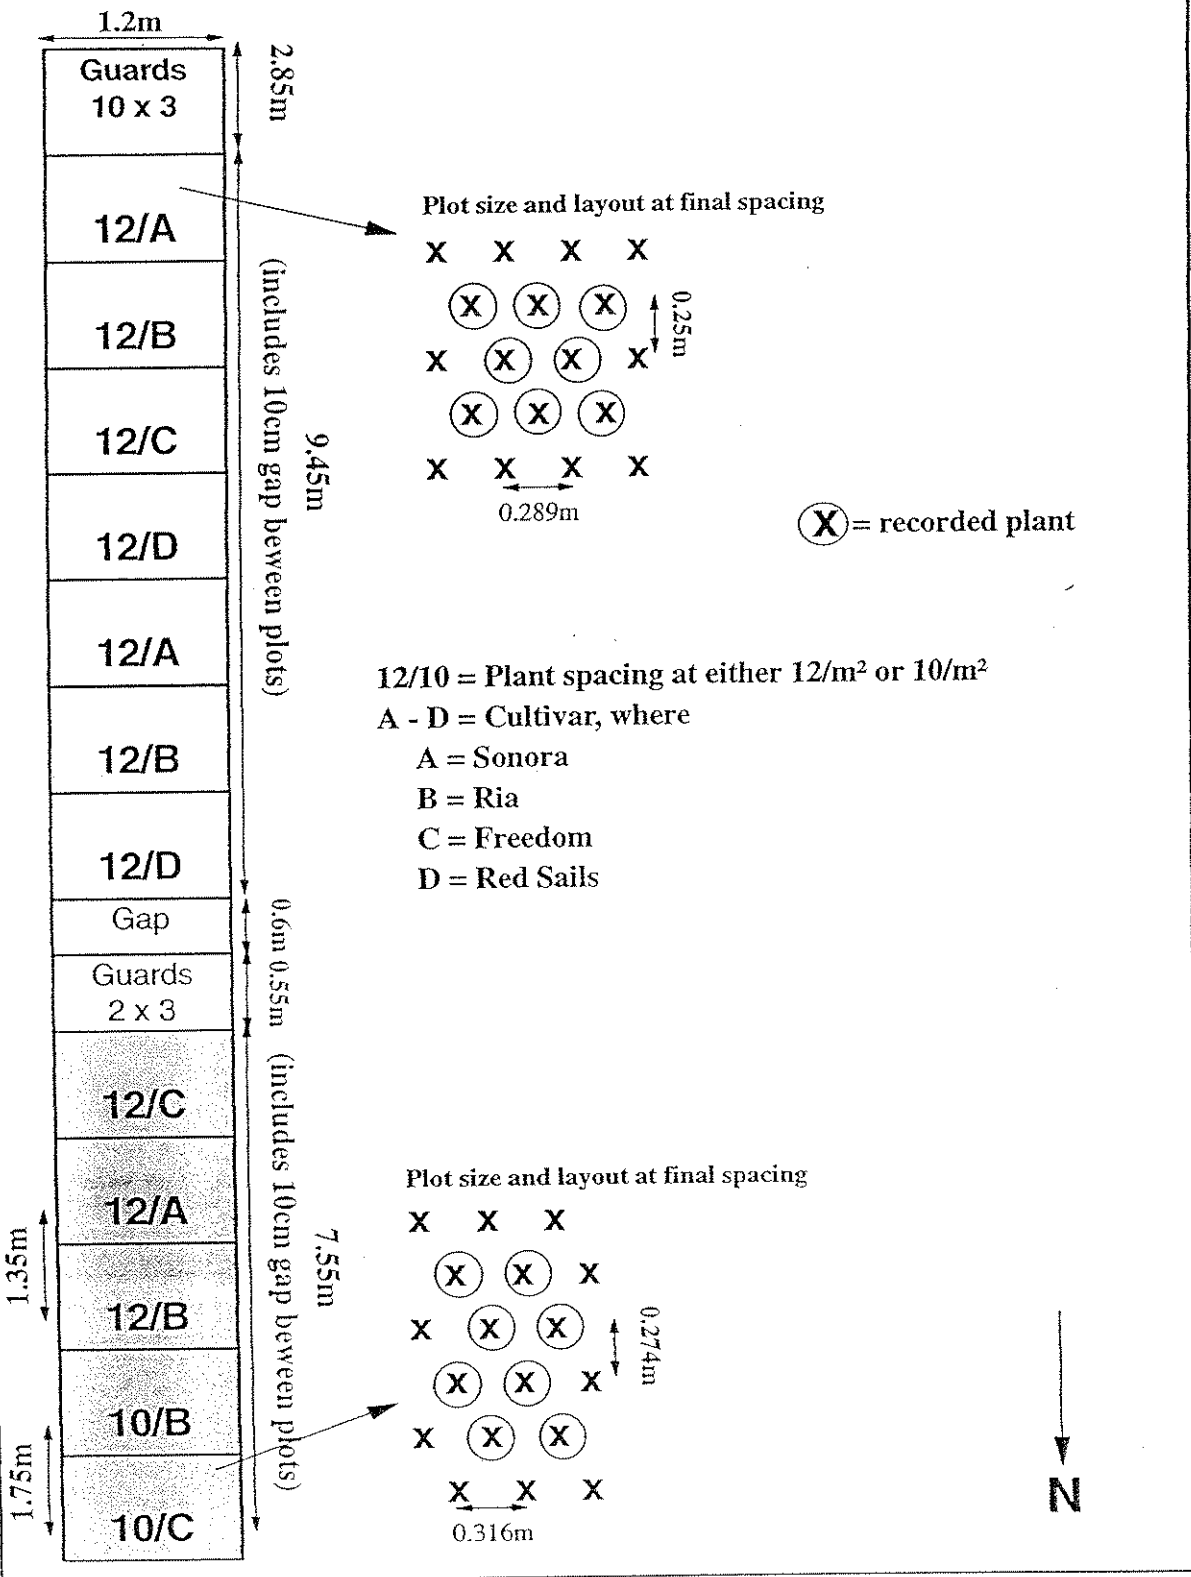 1.2m
Guards
10 x 3
2.85m
12/A
12/B
12/C
12/D
12/A
12/B
12/D
9.45m
(includes 10cm gap beween plots)
Gap
0.6m
Guards
2 x 3
0.55m
12/C
12/A
12/B
10/B
10/C
7.55m
(includes 10cm gap beween plots)
1.35m
1.75m
Plot size and layout at final spacing
X X X X
X X X
X X X X
X X X
X X X X
0.25m
0.289m
X = recorded plant
12/10 = Plant spacing at either 12/m² or 10/m²
A - D = Cultivar, where
A = Sonora
B = Ria
C = Freedom
D = Red Sails
Plot size and layout at final spacing
X X X
X X X
X X X
X X X
X X X
X X X
0.274m
0.316m
N